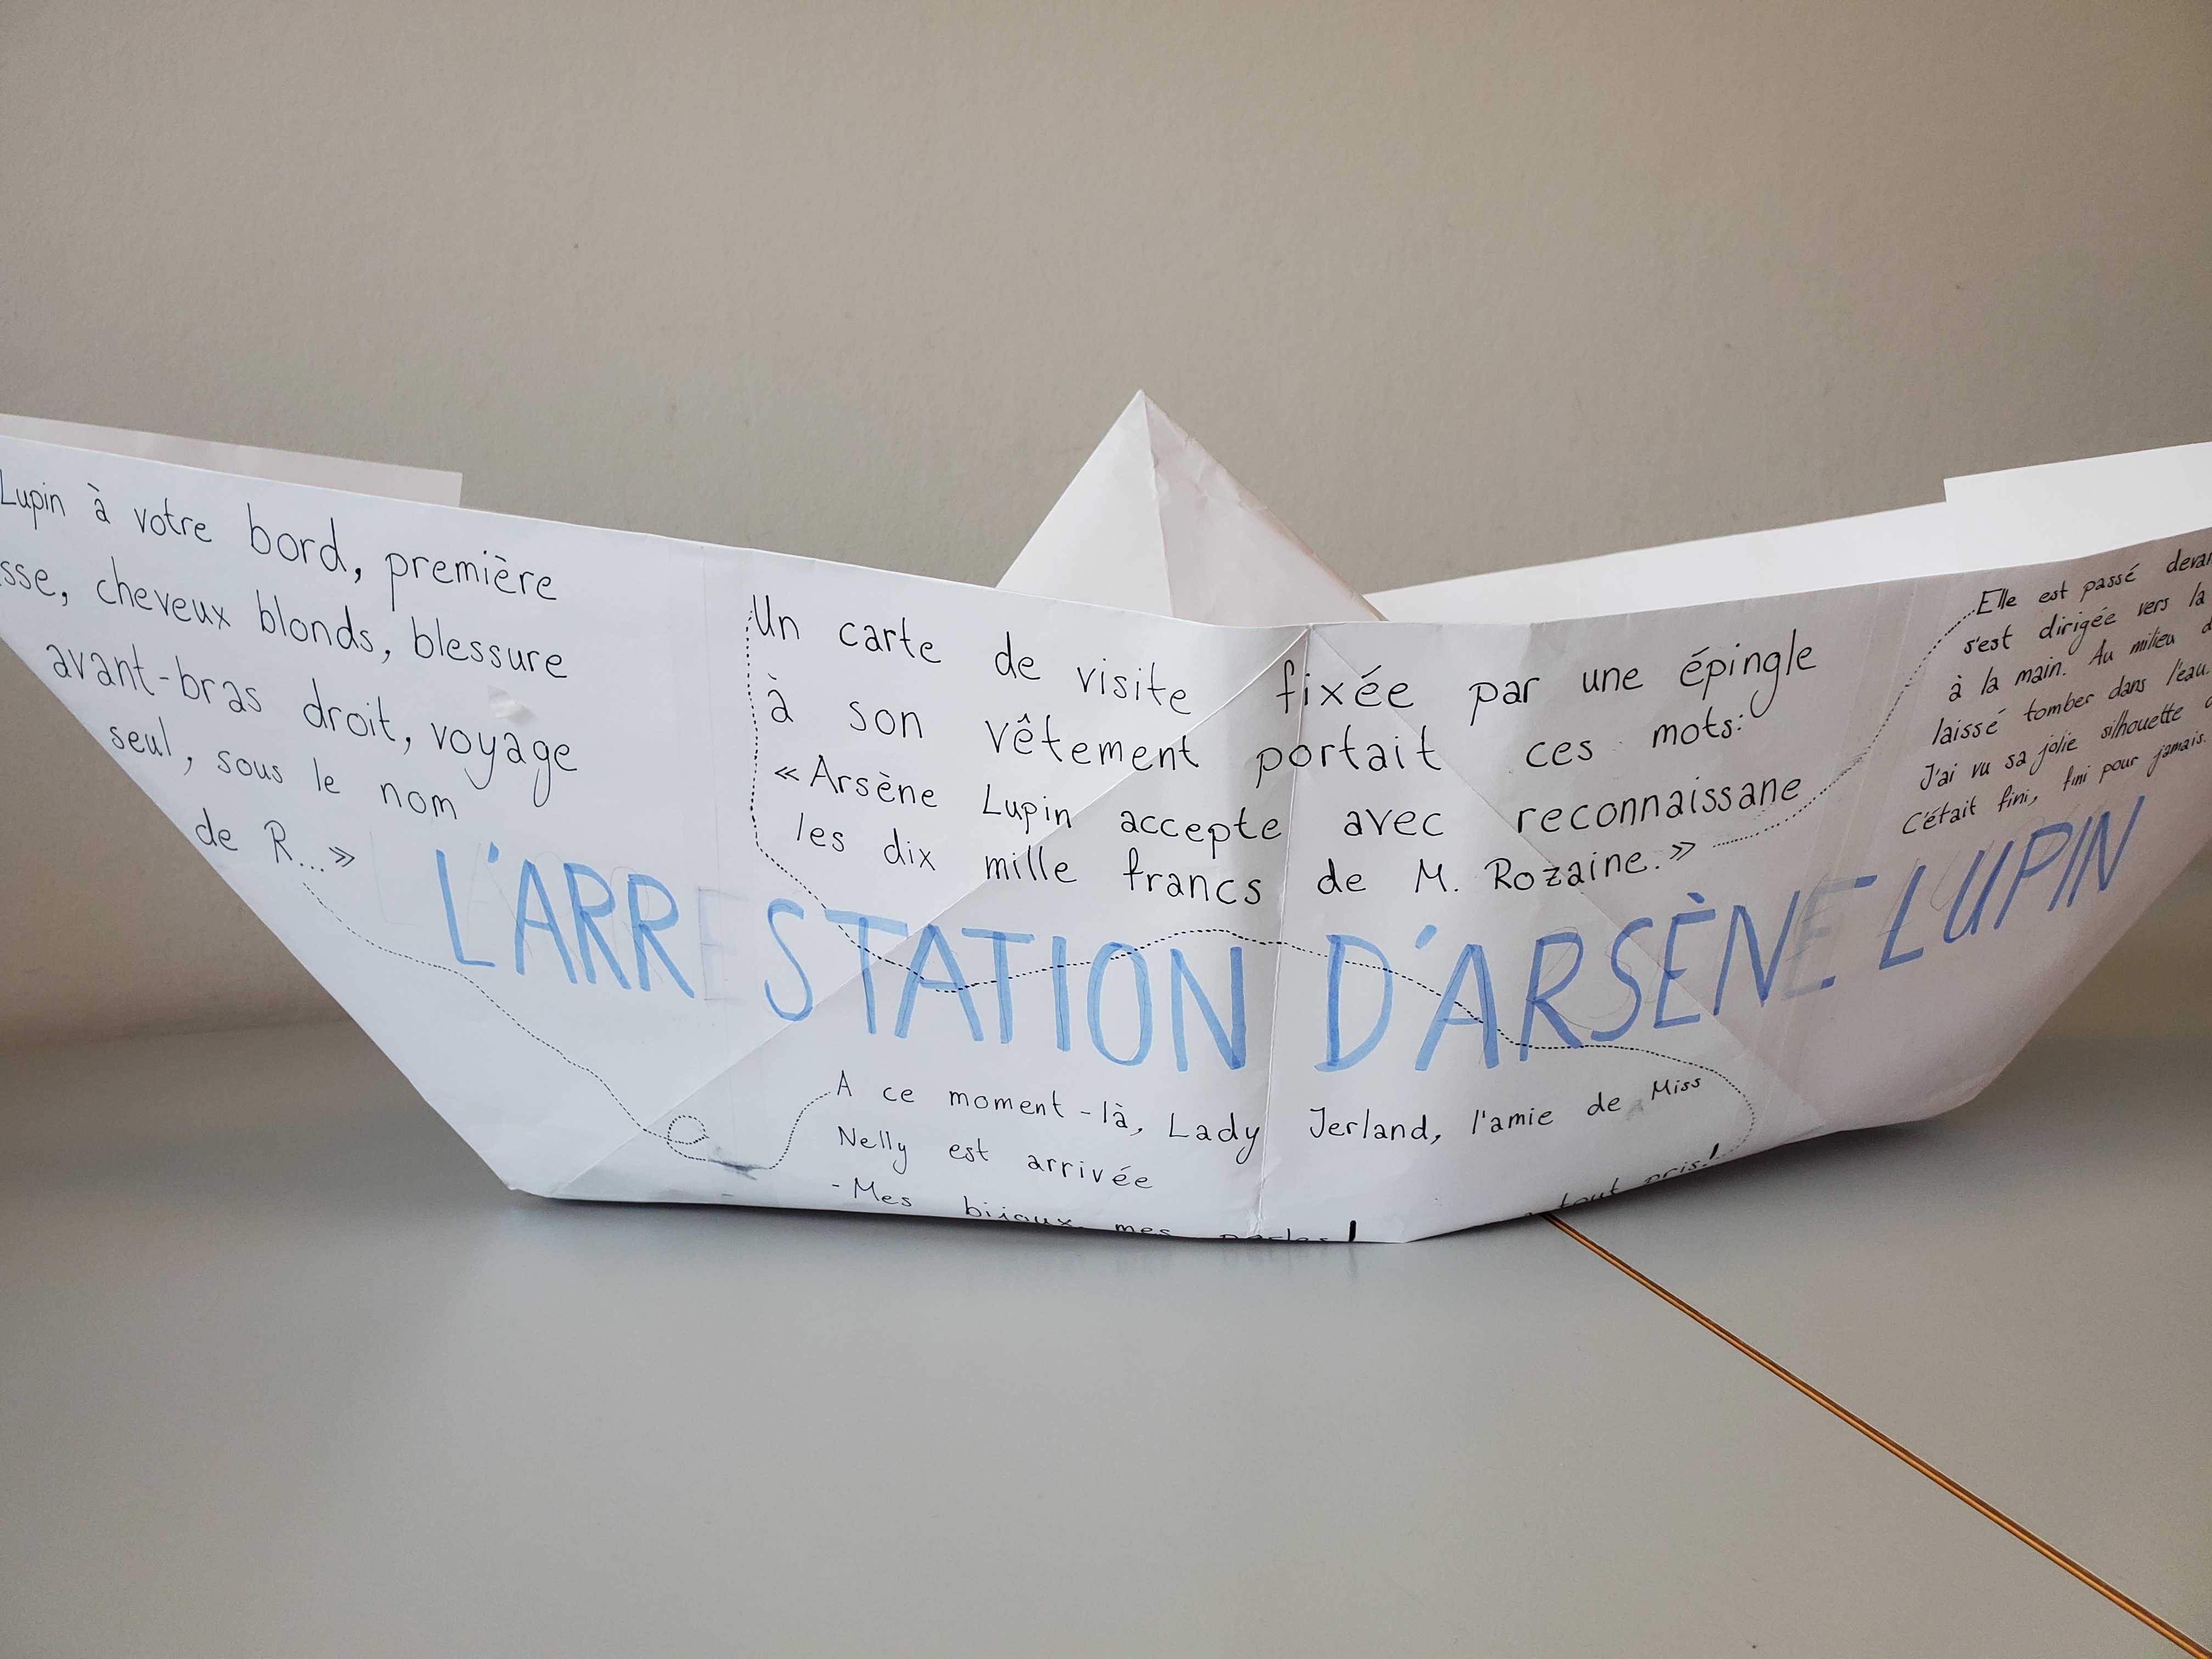 Lupin à votre bord, première
sse, cheveux blonds, blessure
avant-bras droit, voyage
seul, sous le nom
de R...»
Un carte de visite fixée par une épingle
à son vêtement portait ces mots:
«Arsène Lupin accepte avec reconnaissane
les dix mille francs de M. Rozaine.»
Elle est passé devan
s'est dirigée vers la
à la main. Au milieu d
laissé tomber dans l'eau.
J'ai vu sa jolie silhouette
C'était fini, fini pour jamais.
L'ARRESTATION D'ARSÈNE LUPIN
A ce moment-là, Lady Jerland, l'amie de Miss
Nelly est arrivée
- Mes bijoux, mes perles!
tout pris!